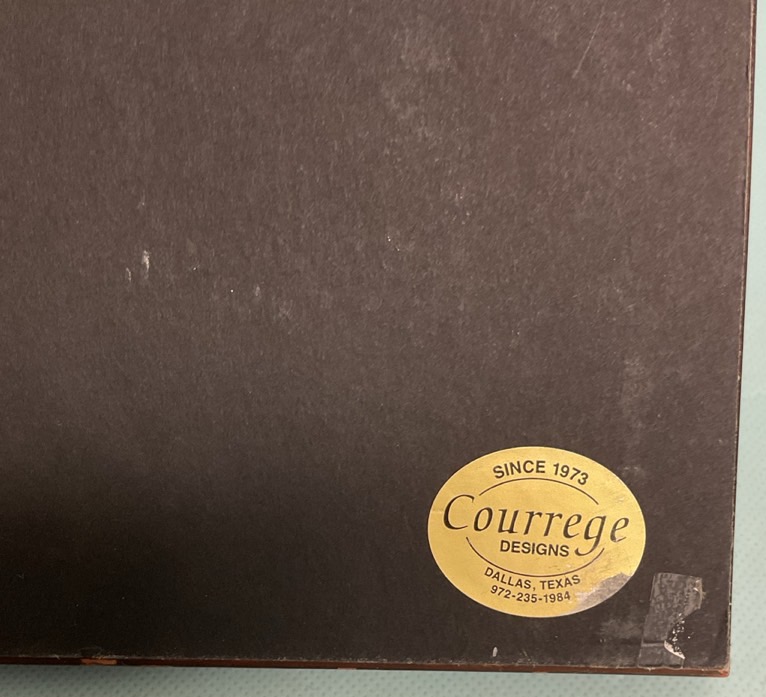 SINCE 1973
Courrege
DESIGNS
DALLAS, TEXAS
972-235-1984